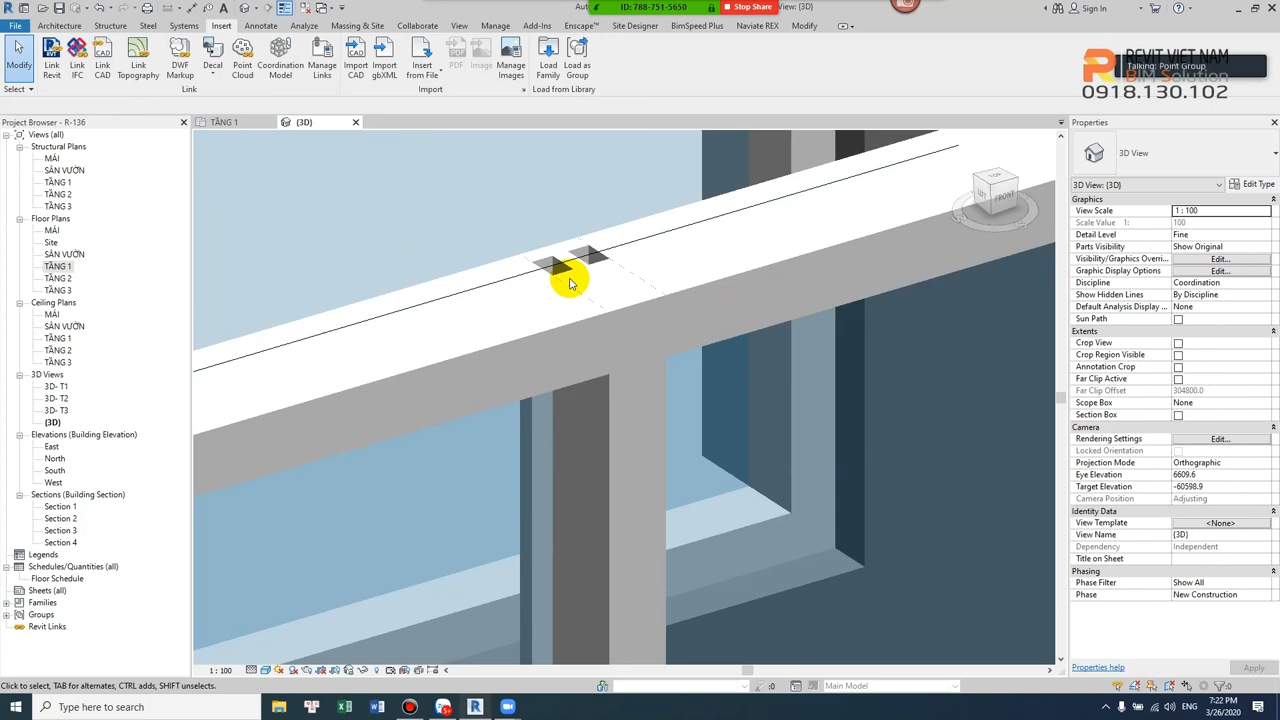 Auto
ID: 788-751-5650
Stop Share
View: {3D}
Sign In
File
Architecture
Structure
Steel
Systems
Insert
Annotate
Analyze
Massing & Site
Collaborate
View
Manage
Add-Ins
Enscape™
Site Designer
BimSpeed Plus
Naviate REX
Modify
Modify
Link Revit
Link IFC
Link CAD
Link Topography
DWF Markup
Decal
Point Cloud
Coordination Model
Manage Links
Import CAD
Import gbXML
Insert from File
PDF
Image
Manage Images
Load Family
Load as Group
Select
Link
Import
Load from Library
REVIT VIET NAM
BIM Solution
0918.130.102
Talking: Point Group
Project Browser - R-136
TẦNG 1
{3D}
Properties
Views (all)
Structural Plans
MÁI
SÂN VƯỜN
TẦNG 1
TẦNG 2
TẦNG 3
Floor Plans
MÁI
Site
SÂN VƯỜN
TẦNG 1
TẦNG 2
TẦNG 3
Ceiling Plans
MÁI
SÂN VƯỜN
TẦNG 1
TẦNG 2
TẦNG 3
3D Views
3D- T1
3D- T2
3D- T3
{3D}
Elevations (Building Elevation)
East
North
South
West
Sections (Building Section)
Section 1
Section 2
Section 3
Section 4
Legends
Schedules/Quantities (all)
Floor Schedule
Sheets (all)
Families
Groups
Revit Links
TOP
FRONT
3D View
3D View: {3D}
Edit Type
Graphics
View Scale 1 : 100
Scale Value 1: 100
Detail Level Fine
Parts Visibility Show Original
Visibility/Graphics Overri... Edit...
Graphic Display Options Edit...
Discipline Coordination
Show Hidden Lines By Discipline
Default Analysis Display ... None
Sun Path
Extents
Crop View
Crop Region Visible
Annotation Crop
Far Clip Active
Far Clip Offset 304800.0
Scope Box None
Section Box
Camera
Rendering Settings Edit...
Locked Orientation
Projection Mode Orthographic
Eye Elevation 6609.6
Target Elevation -60598.9
Camera Position Adjusting
Identity Data
View Template <None>
View Name {3D}
Dependency Independent
Title on Sheet
Phasing
Phase Filter Show All
Phase New Construction
Properties help
Apply
1 : 100
Click to select, TAB for alternates, CTRL adds, SHIFT unselects.
:0
Main Model
:0
Type here to search
ENG
7:22 PM
3/26/2020